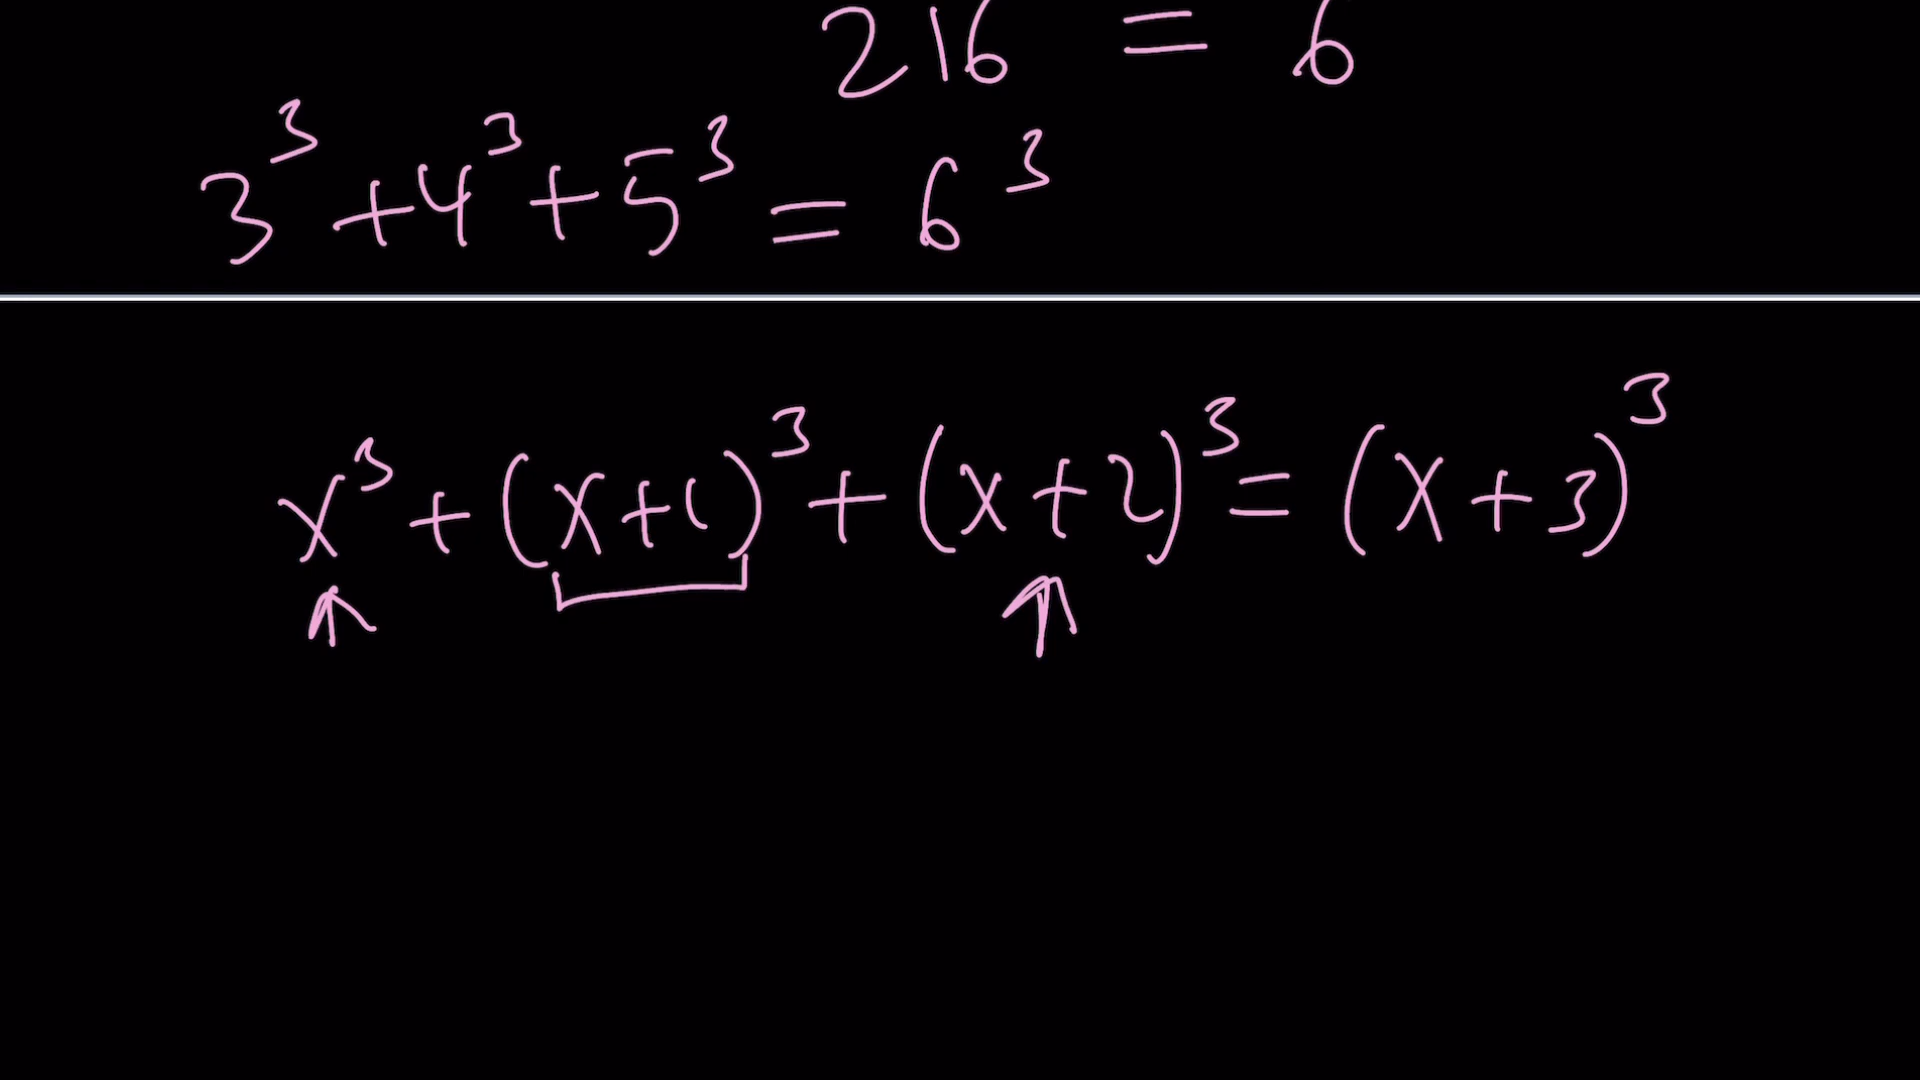 216 = 6
3³ + 4³ + 5³ = 6³
x³ + (x+1)³ + (x+2)³ = (x+3)³